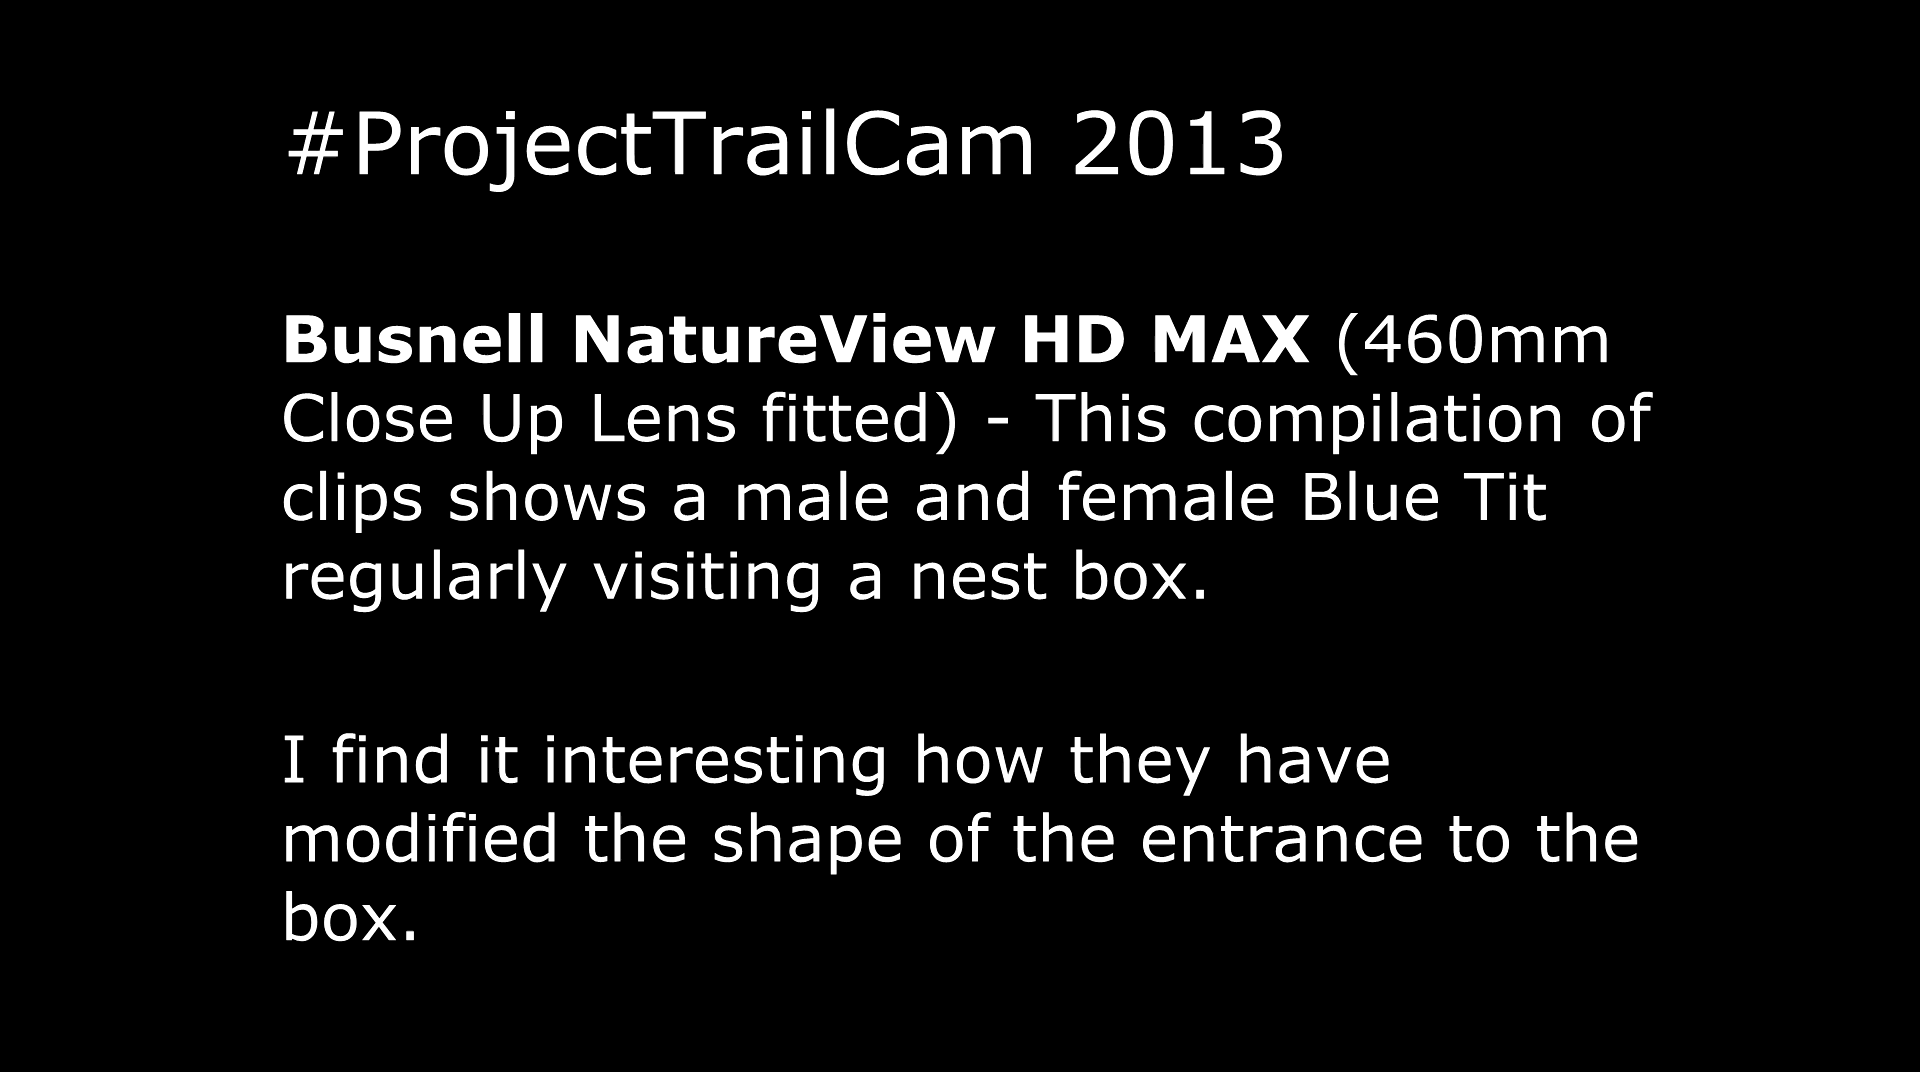 #ProjectTrailCam 2013
Busnell NatureView HD MAX (460mm
Close Up Lens fitted) - This compilation of
clips shows a male and female Blue Tit
regularly visiting a nest box.
I find it interesting how they have
modified the shape of the entrance to the
box.